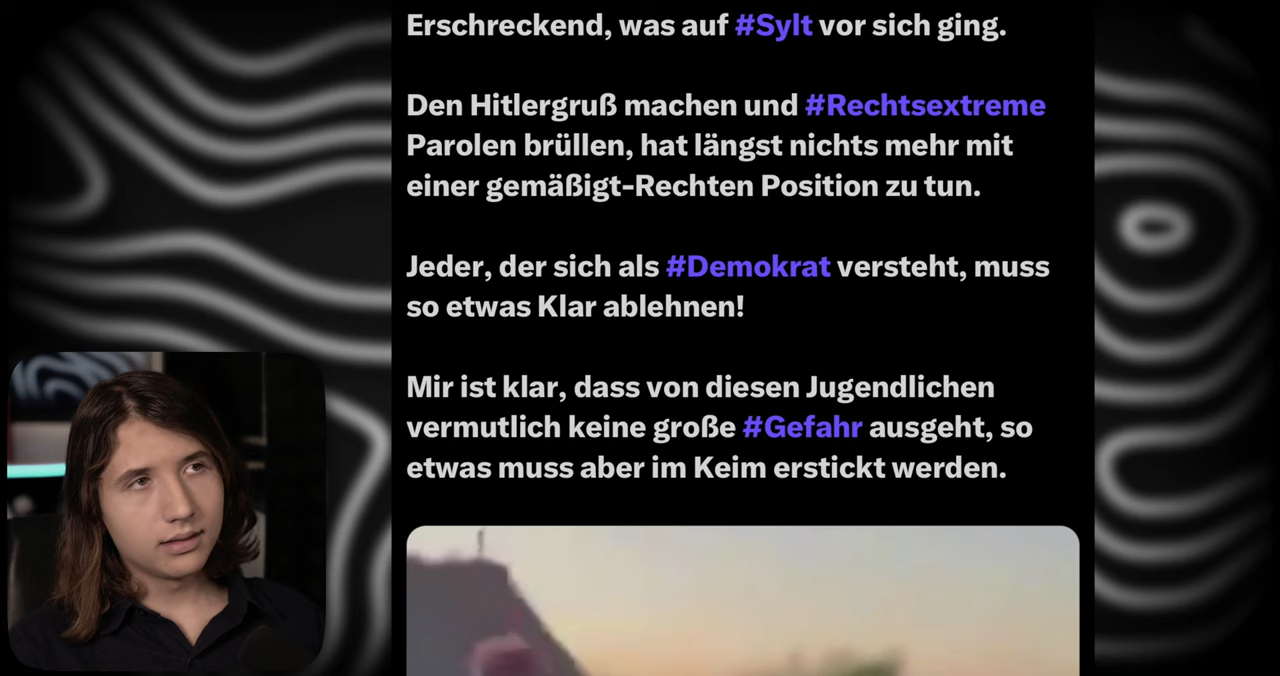 Erschreckend, was auf #Sylt vor sich ging.
Den Hitlergruß machen und #Rechtsextreme
Parolen brüllen, hat längst nichts mehr mit
einer gemäßigt-Rechten Position zu tun.
Jeder, der sich als #Demokrat versteht, muss
so etwas Klar ablehnen!
Mir ist klar, dass von diesen Jugendlichen
vermutlich keine große #Gefahr ausgeht, so
etwas muss aber im Keim erstickt werden.